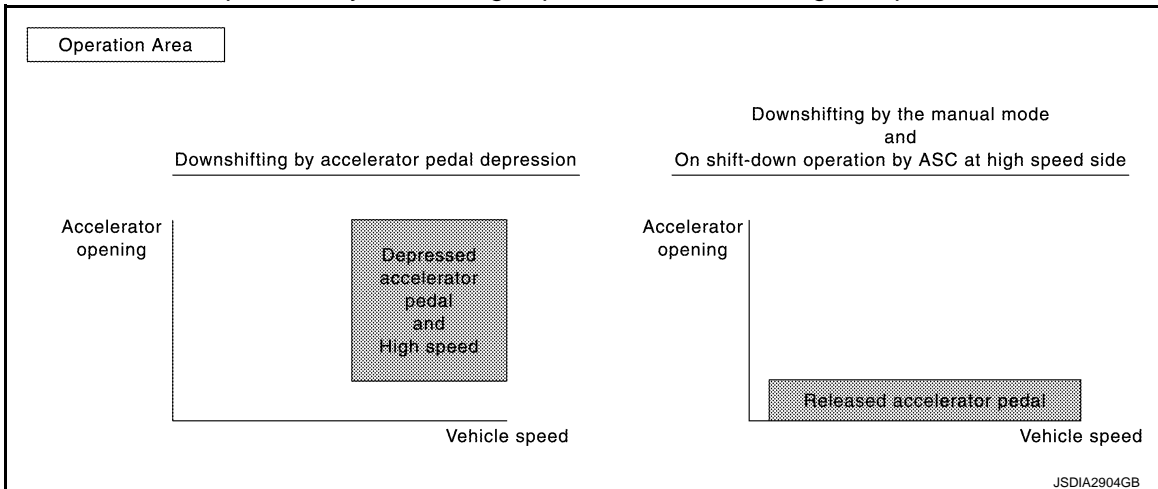 Operation Area
Downshifting by accelerator pedal depression
Accelerator
opening
Depressed
accelerator
pedal
and
High speed
Vehicle speed
Downshifting by the manual mode
and
On shift-down operation by ASC at high speed side
Accelerator
opening
Released accelerator pedal
Vehicle speed
JSDIA2904GB